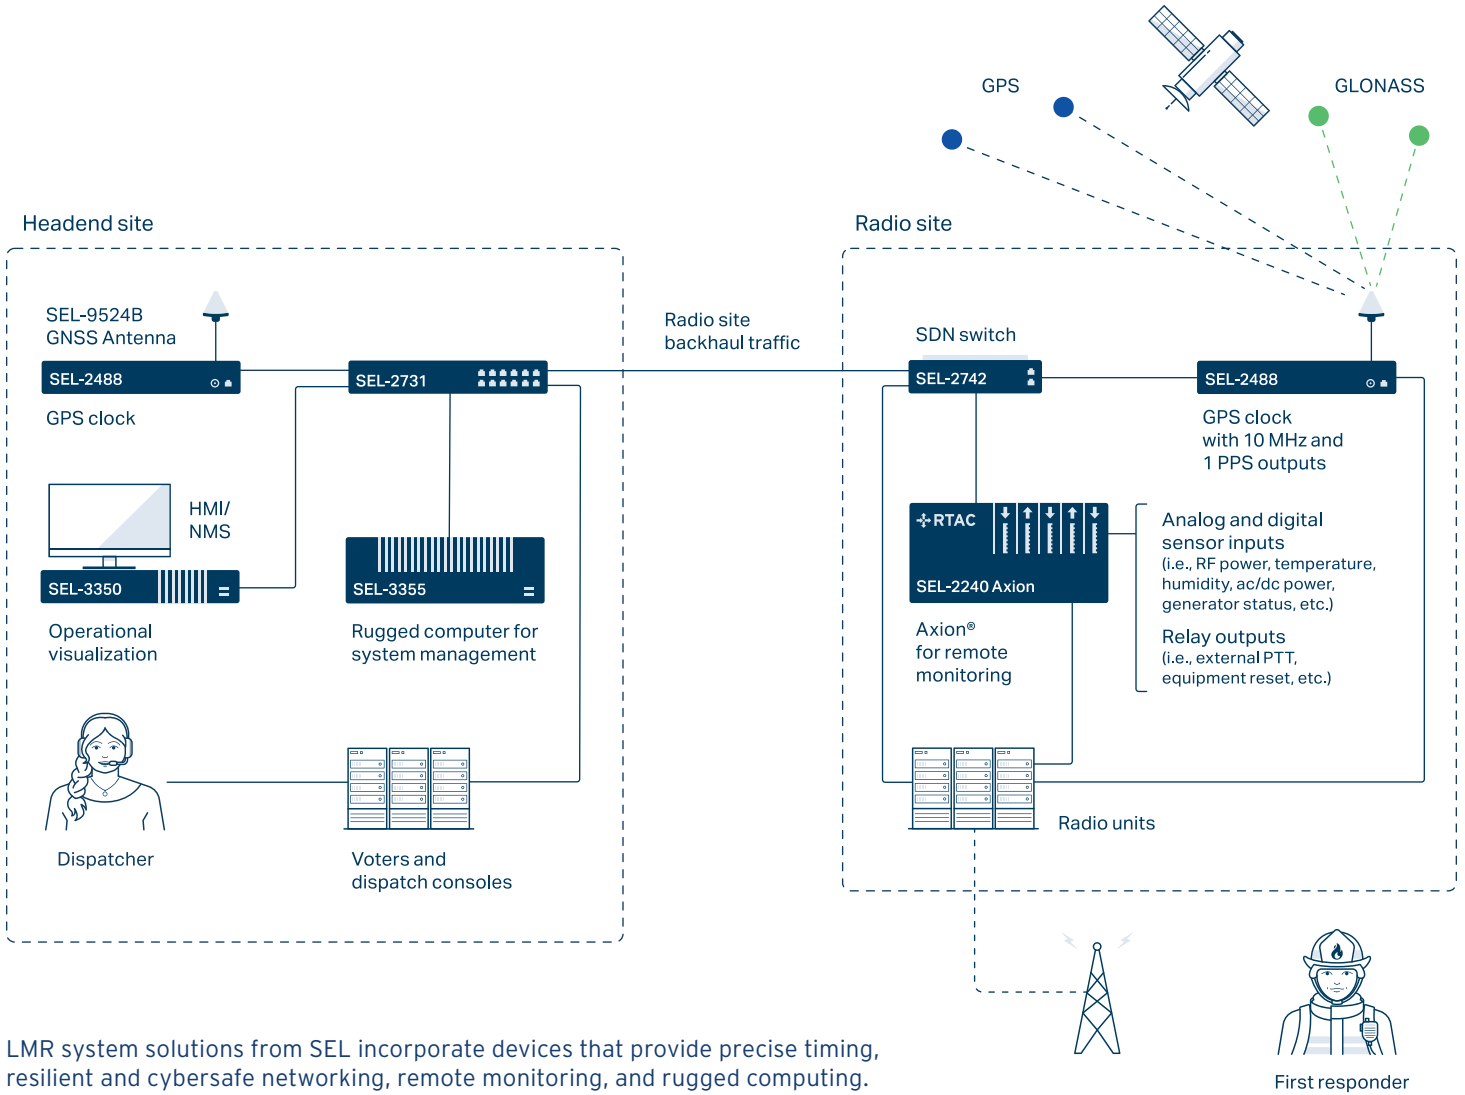 GPS
GLONASS
Headend site
SEL-9524B
GNSS Antenna
SEL-2488
GPS clock
SEL-2731
HMI/
NMS
SEL-3350
Operational
visualization
SEL-3355
Rugged computer for
system management
Dispatcher
Voters and
dispatch consoles
Radio site
backhaul traffic
Radio site
SDN switch
SEL-2742
SEL-2488
GPS clock
with 10 MHz and
1 PPS outputs
RTAC
SEL-2240 Axion
Axion®
for remote
monitoring
Analog and digital
sensor inputs
(i.e., RF power, temperature,
humidity, ac/dc power,
generator status, etc.)
Relay outputs
(i.e., external PTT,
equipment reset, etc.)
Radio units
First responder
LMR system solutions from SEL incorporate devices that provide precise timing,
resilient and cybersafe networking, remote monitoring, and rugged computing.